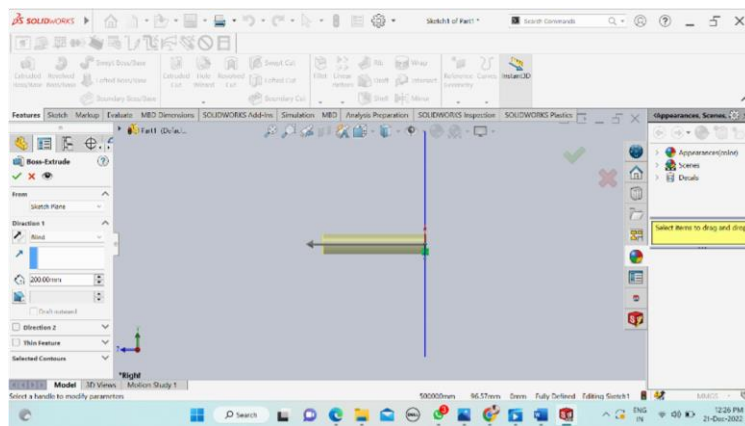 SOLIDWORKS
Sketch1 of Part1 *
Search Commands
Extruded Boss/Base
Revolved Boss/Base
Swept Boss/Base
Lofted Boss/Base
Boundary Boss/Base
Extruded Cut
Hole Wizard
Revolved Cut
Swept Cut
Lofted Cut
Boundary Cut
Fillet
Linear Pattern
Rib
Draft
Shell
Wrap
Intersect
Mirror
Reference Geometry
Curves
Instant3D
Features
Sketch
Markup
Evaluate
MBD Dimensions
SOLIDWORKS Add-Ins
Simulation
MBD
Analysis Preparation
SOLIDWORKS Inspection
SOLIDWORKS Plastics
Appearances, Scenes,
Part1 (Defau...
Appearances(color)
Scenes
Decals
Select items to drag and drop
Boss-Extrude
From
Sketch Plane
Direction 1
Blind
200.00mm
Draft outward
Direction 2
Thin Feature
Selected Contours
*Right
Model
3D Views
Motion Study 1
Select a handle to modify parameters
96.57mm
0mm
Fully Defined
Editing Sketch1
Search
ENG
IN
12:26 PM
21-Dec-2022